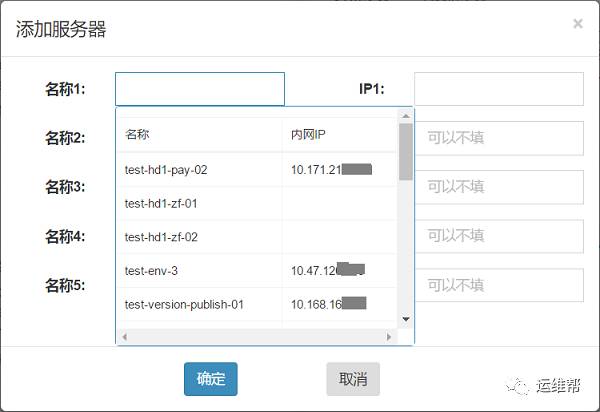 添加服务器 ×
名称1: IP1:
名称 内网IP
名称2: 可以不填
test-hd1-pay-02 10.171.21
名称3: test-hd1-zf-01 可以不填
名称4: test-hd1-zf-02 可以不填
test-env-3 10.47.12
名称5: 可以不填
test-version-publish-01 10.168.16
确定 取消
运维帮